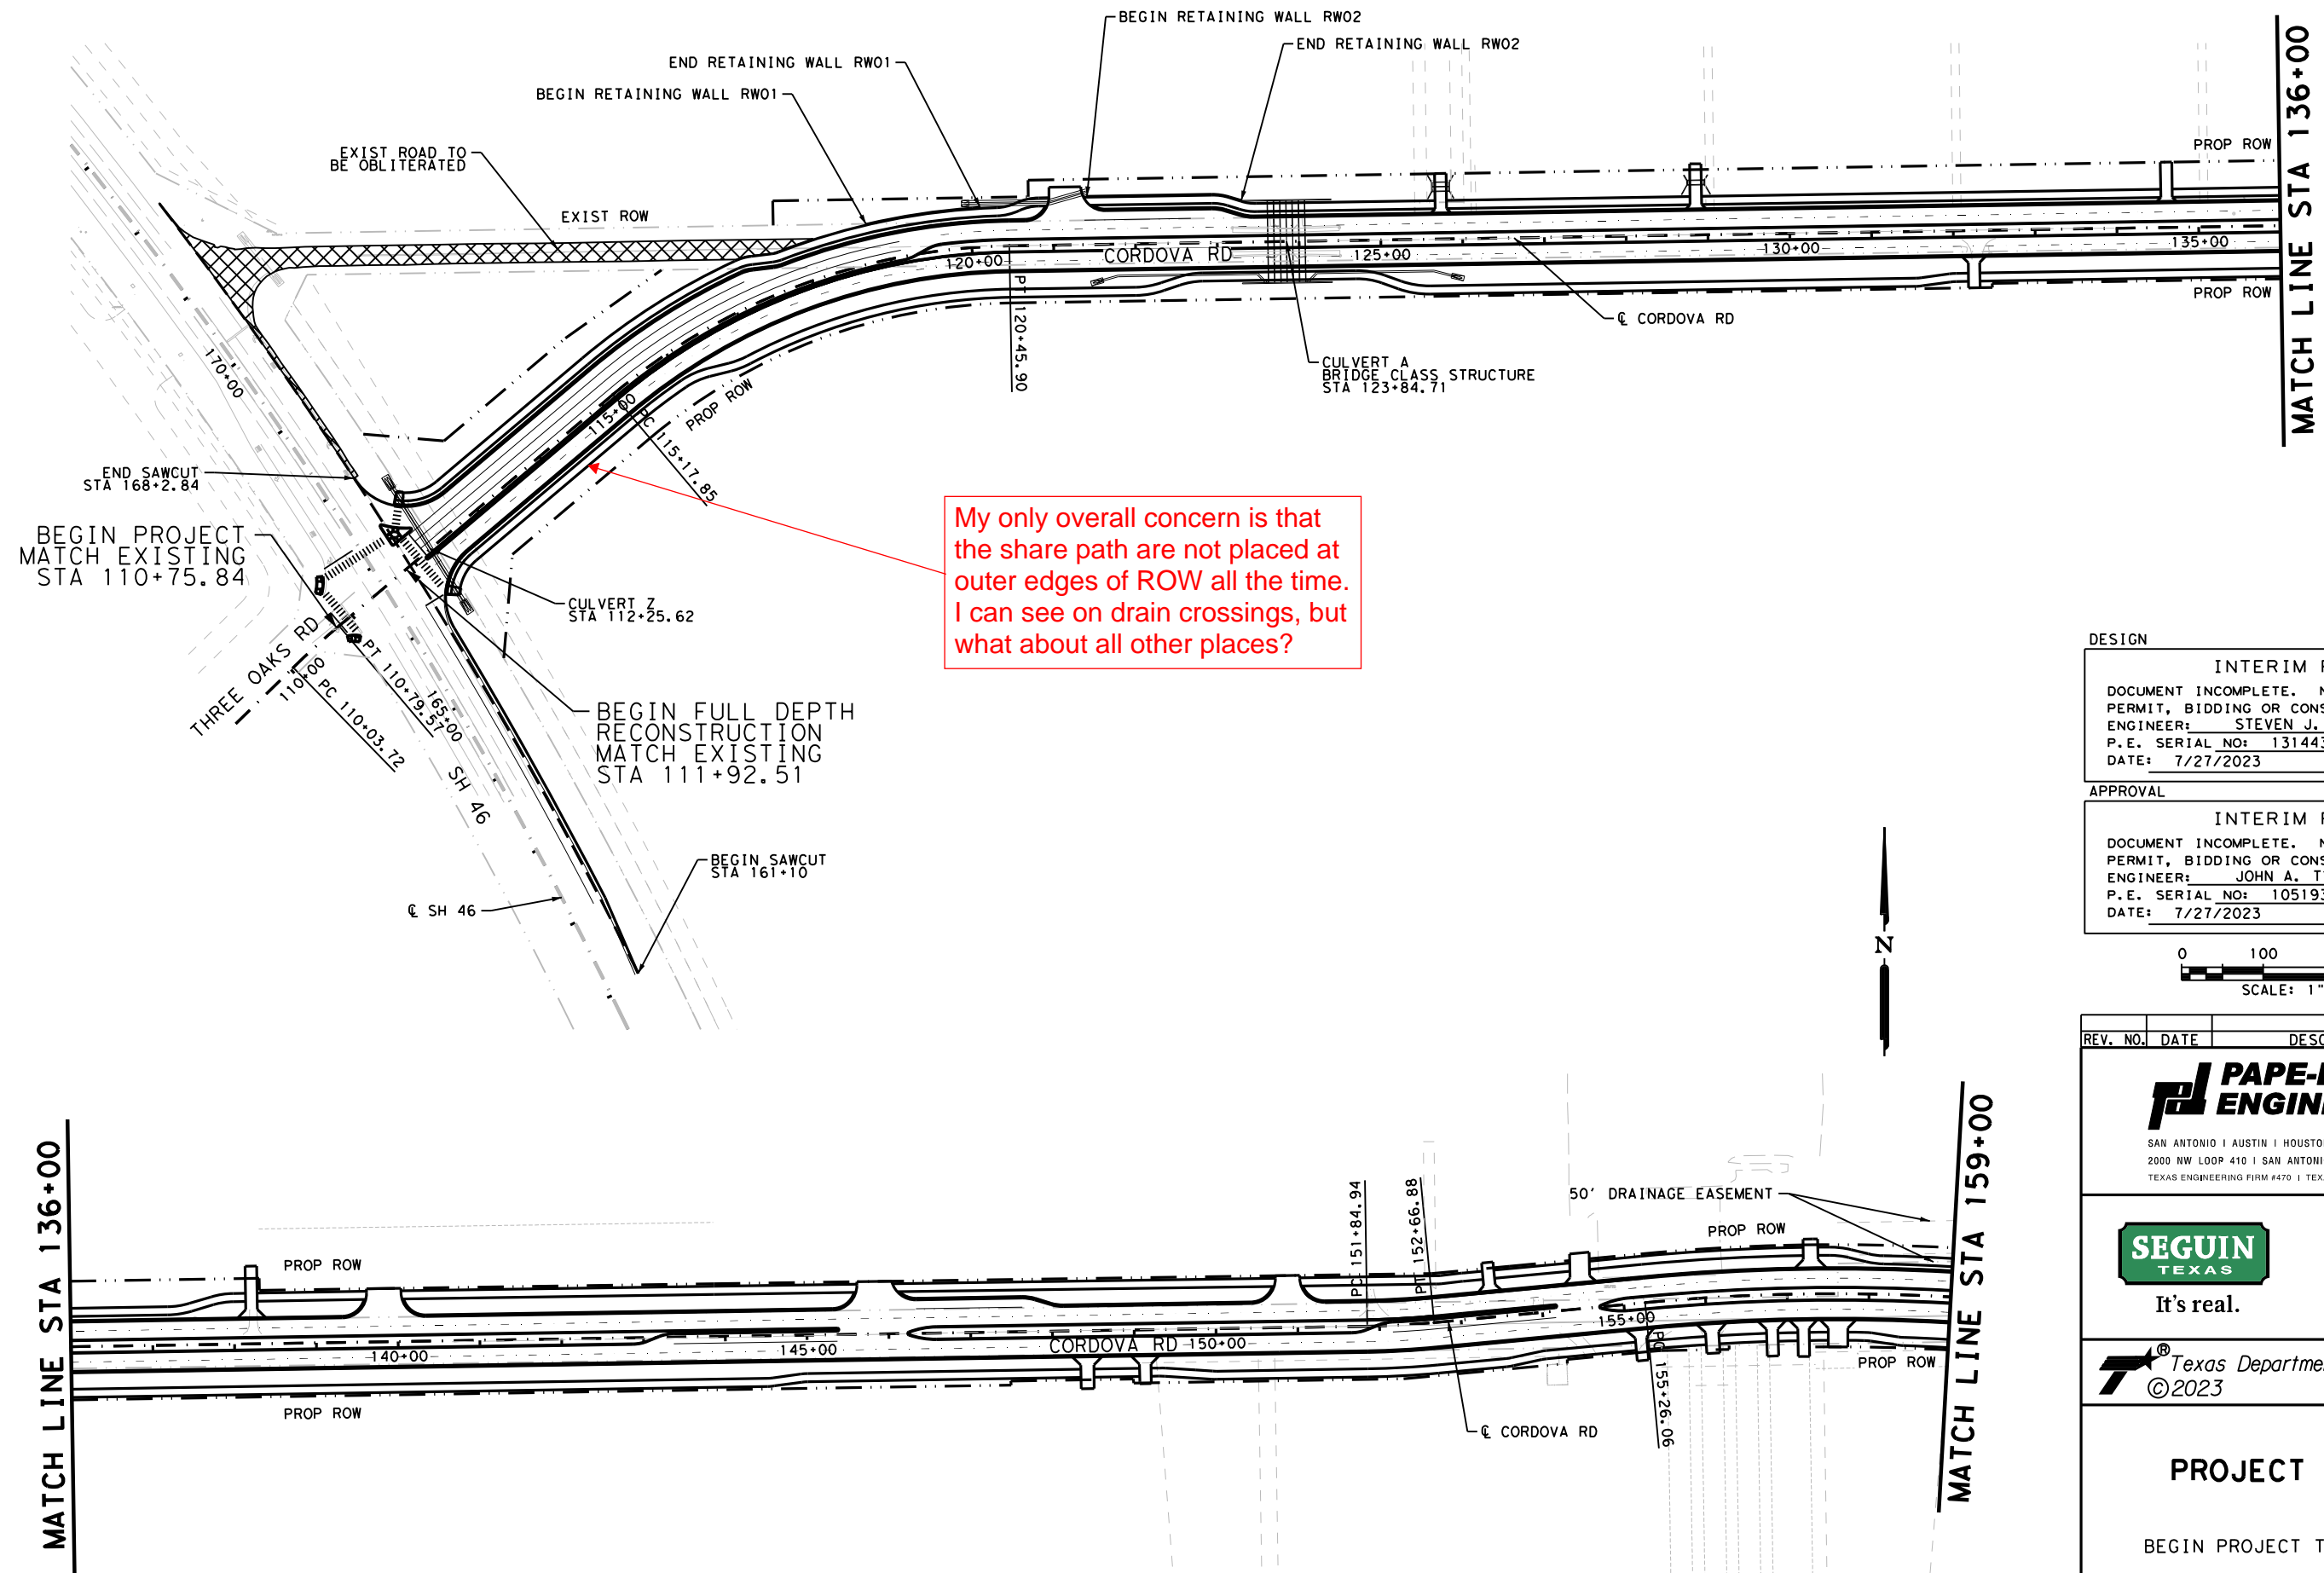 BEGIN RETAINING WALL RW02
END RETAINING WALL RW02
END RETAINING WALL RW01
BEGIN RETAINING WALL RW01
EXIST ROAD TO
BE OBLITERATED
EXIST ROW
PROP ROW
MATCH LINE STA 136+00
120+00
CORDOVA RD
125+00
130+00
135+00
PROP ROW
℄ CORDOVA RD
PT 120+45.90
CULVERT A
BRIDGE CLASS STRUCTURE
STA 123+84.71
170+00
115+00
PC 115+17.85
PROP ROW
END SAWCUT
STA 168+2.84
BEGIN PROJECT
MATCH EXISTING
STA 110+75.84
My only overall concern is that
the share path are not placed at
outer edges of ROW all the time.
I can see on drain crossings, but
what about all other places?
CULVERT Z
STA 112+25.62
THREE OAKS RD
110+00
PC 110+03.72
PT 110+79.57
165+00
SH 46
BEGIN FULL DEPTH
RECONSTRUCTION
MATCH EXISTING
STA 111+92.51
BEGIN SAWCUT
STA 161+10
℄ SH 46
N
DESIGN
INTERIM
DOCUMENT INCOMPLETE.
PERMIT, BIDDING OR
ENGINEER: STEVEN J.
P.E. SERIAL NO: 131443
DATE: 7/27/2023
APPROVAL
INTERIM
DOCUMENT INCOMPLETE.
PERMIT, BIDDING OR
ENGINEER: JOHN A.
P.E. SERIAL NO: 105193
DATE: 7/27/2023
0 100
SCALE: 1"
REV. NO. DATE
PAPE-
SAN ANTONIO | AUSTIN |
2000 NW LOOP 410 | SAN
TEXAS ENGINEERING FIRM #470 |
SEGUIN
TEXAS
It's real.
® Texas
©2023
PROJECT
BEGIN PROJECT
MATCH LINE STA 136+00
PROP ROW
140+00
145+00
CORDOVA RD
150+00
PC 151+84.94
PT 152+66.88
50' DRAINAGE EASEMENT
PROP ROW
155+00
PC 155+26.06
PROP ROW
PROP ROW
℄ CORDOVA RD
MATCH LINE STA 159+00